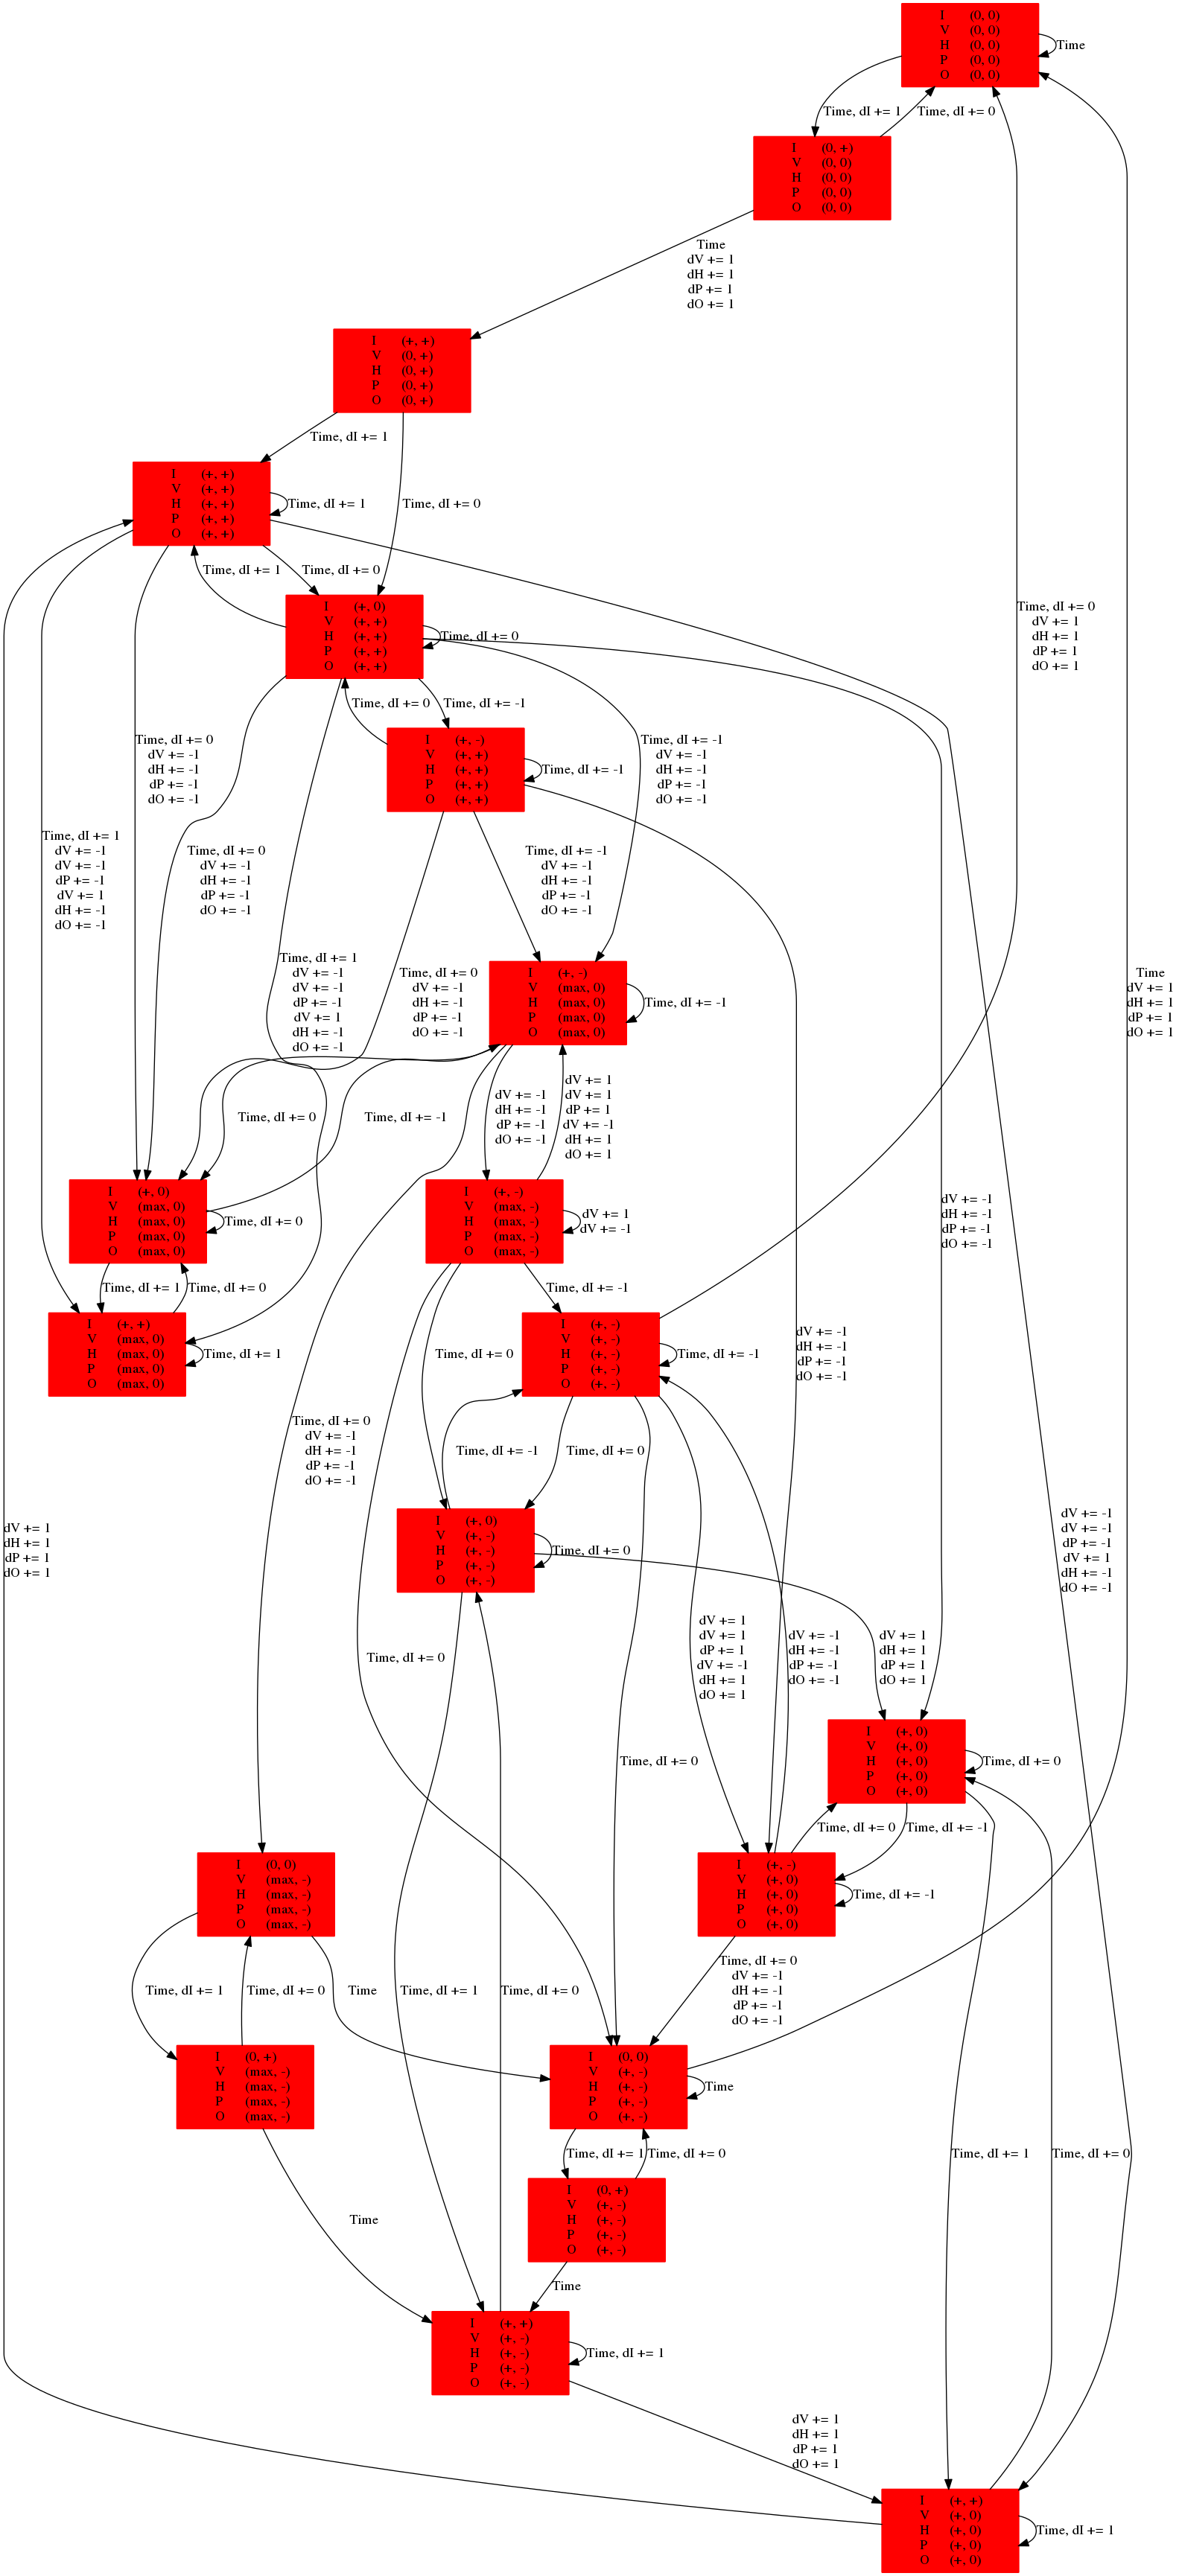 I (0, 0)
V (0, 0)
H (0, 0)
P (0, 0)
O (0, 0)
Time
Time, dI += 1
Time, dI += 0
I (0, +)
V (0, 0)
H (0, 0)
P (0, 0)
O (0, 0)
Time
dV += 1
dH += 1
dP += 1
dO += 1
I (+, +)
V (0, +)
H (0, +)
P (0, +)
O (0, +)
Time, dI += 1
Time, dI += 0
I (+, +)
V (+, +)
H (+, +)
P (+, +)
O (+, +)
Time, dI += 1
Time, dI += 1
Time, dI += 0
I (+, 0)
V (+, +)
H (+, +)
P (+, +)
O (+, +)
Time, dI += 0
Time, dI += 0
dV += 1
dH += 1
dP += 1
dO += 1
Time, dI += 0
Time, dI += -1
I (+, -)
V (+, +)
H (+, +)
P (+, +)
O (+, +)
Time, dI += -1
Time, dI += 0
dV += -1
dH += -1
dP += -1
dO += -1
Time, dI += -1
dV += -1
dH += -1
dP += -1
dO += -1
Time, dI += 1
dV += -1
dV += -1
dP += -1
dV += 1
dH += -1
dO += -1
Time, dI += 0
dV += -1
dH += -1
dP += -1
dO += -1
Time, dI += -1
dV += -1
dH += -1
dP += -1
dO += -1
Time, dI += 1
dV += -1
dV += -1
dP += -1
dV += 1
dH += -1
dO += -1
Time, dI += 0
dV += -1
dH += -1
dP += -1
dO += -1
I (+, -)
V (max, 0)
H (max, 0)
P (max, 0)
O (max, 0)
Time, dI += -1
Time
dV += 1
dH += 1
dP += 1
dO += 1
Time, dI += 0
Time, dI += -1
dV += -1
dH += -1
dP += -1
dO += -1
dV += 1
dV += 1
dP += 1
dV += -1
dH += 1
dO += 1
I (+, 0)
V (max, 0)
H (max, 0)
P (max, 0)
O (max, 0)
Time, dI += 0
I (+, -)
V (max, -)
H (max, -)
P (max, -)
O (max, -)
dV += 1
dV += -1
dV += -1
dH += -1
dP += -1
dO += -1
Time, dI += 1
Time, dI += 0
Time, dI += -1
I (+, +)
V (max, 0)
H (max, 0)
P (max, 0)
O (max, 0)
Time, dI += 1
Time, dI += 0
I (+, -)
V (+, -)
H (+, -)
P (+, -)
O (+, -)
Time, dI += -1
dV += -1
dH += -1
dP += -1
dO += -1
Time, dI += 0
dV += -1
dH += -1
dP += -1
dO += -1
Time, dI += -1
Time, dI += 0
dV += 1
dH += 1
dP += 1
dO += 1
I (+, 0)
V (+, -)
H (+, -)
P (+, -)
O (+, -)
Time, dI += 0
dV += -1
dV += -1
dP += -1
dV += 1
dH += -1
dO += -1
Time, dI += 0
dV += 1
dV += 1
dP += 1
dV += -1
dH += 1
dO += 1
dV += -1
dH += -1
dP += -1
dO += -1
dV += 1
dH += 1
dP += 1
dO += 1
Time, dI += 0
I (+, 0)
V (+, 0)
H (+, 0)
P (+, 0)
O (+, 0)
Time, dI += 0
Time, dI += 0
Time, dI += -1
I (0, 0)
V (max, -)
H (max, -)
P (max, -)
O (max, -)
I (+, -)
V (+, 0)
H (+, 0)
P (+, 0)
O (+, 0)
Time, dI += -1
Time, dI += 1
Time, dI += 0
Time
Time, dI += 1
Time, dI += 0
Time, dI += 0
dV += -1
dH += -1
dP += -1
dO += -1
I (0, +)
V (max, -)
H (max, -)
P (max, -)
O (max, -)
I (0, 0)
V (+, -)
H (+, -)
P (+, -)
O (+, -)
Time
Time, dI += 1
Time, dI += 0
Time, dI += 1
Time, dI += 0
Time
I (0, +)
V (+, -)
H (+, -)
P (+, -)
O (+, -)
Time
I (+, +)
V (+, -)
H (+, -)
P (+, -)
O (+, -)
Time, dI += 1
dV += 1
dH += 1
dP += 1
dO += 1
I (+, +)
V (+, 0)
H (+, 0)
P (+, 0)
O (+, 0)
Time, dI += 1